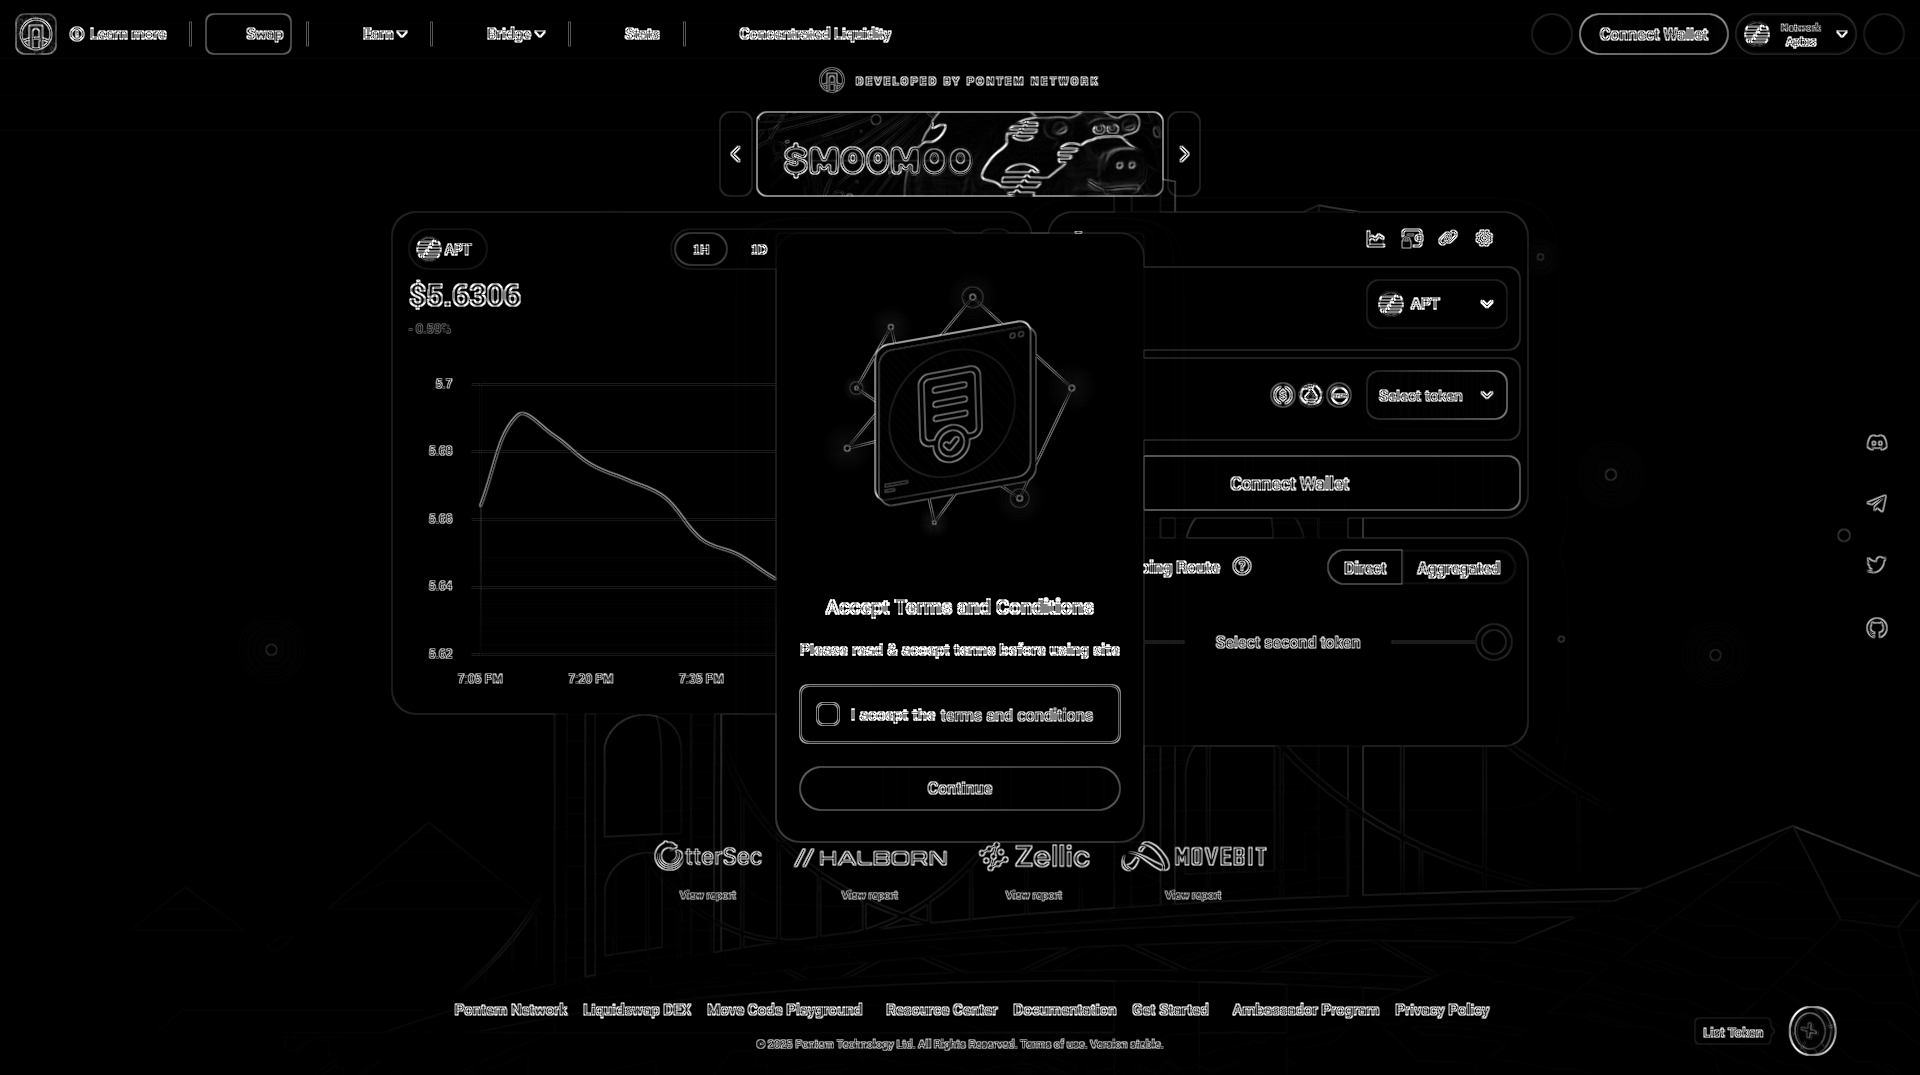 Learn more
Swap
Earn
Bridge
Stats
Concentrated Liquidity
Connect Wallet
Network
Aptos
DEVELOPED BY PONTEM NETWORK
$MOOMOO
APT
1H
1D
$5.6306
-0.59%
5.7
5.68
5.66
5.64
5.62
7:05 PM 7:20 PM 7:35 PM
APT
Select token
Connect Wallet
ping Route
Direct
Aggregated
Select second token
Accept Terms and Conditions
Please read & accept terms before using site
I accept the terms and conditions
Continue
OtterSec
HALBORN
Zellic
MOVEBIT
View report
View report
View report
View report
Pontem Network Liquidswap DEX Move Code Playground Resource Center Documentation Get Started Ambassador Program Privacy Policy
© 2025 Pontem Technology Ltd. All Rights Reserved. Terms of use. Version stable.
List Token